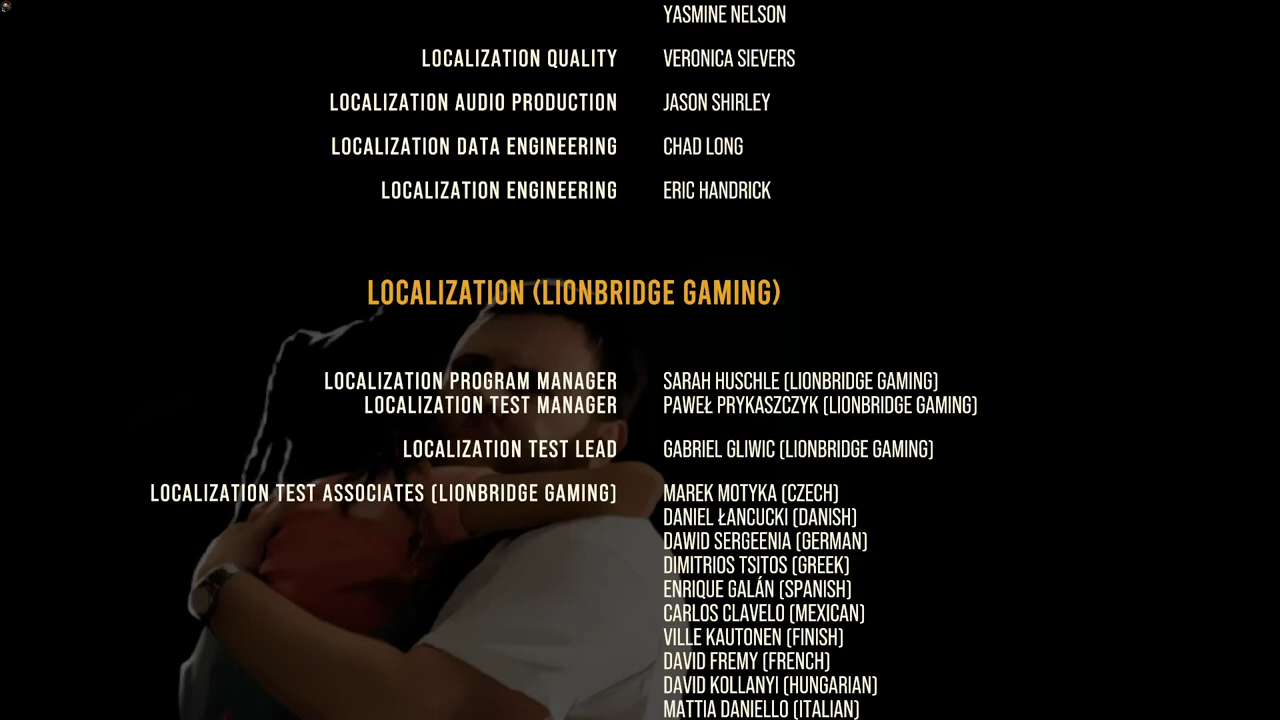 YASMINE NELSON
LOCALIZATION QUALITY VERONICA SIEVERS
LOCALIZATION AUDIO PRODUCTION JASON SHIRLEY
LOCALIZATION DATA ENGINEERING CHAD LONG
LOCALIZATION ENGINEERING ERIC HANDRICK
LOCALIZATION (LIONBRIDGE GAMING)
LOCALIZATION PROGRAM MANAGER SARAH HUSCHLE (LIONBRIDGE GAMING)
LOCALIZATION TEST MANAGER PAWEŁ PRYKASZCZYK (LIONBRIDGE GAMING)
LOCALIZATION TEST LEAD GABRIEL GLIWIC (LIONBRIDGE GAMING)
LOCALIZATION TEST ASSOCIATES (LIONBRIDGE GAMING) MAREK MOTYKA (CZECH)
DANIEL ŁANCUCKI (DANISH)
DAWID SERGEENIA (GERMAN)
DIMITRIOS TSITOS (GREEK)
ENRIQUE GALÁN (SPANISH)
CARLOS CLAVELO (MEXICAN)
VILLE KAUTONEN (FINISH)
DAVID FREMY (FRENCH)
DAVID KOLLANYI (HUNGARIAN)
MATTIA DANIELLO (ITALIAN)